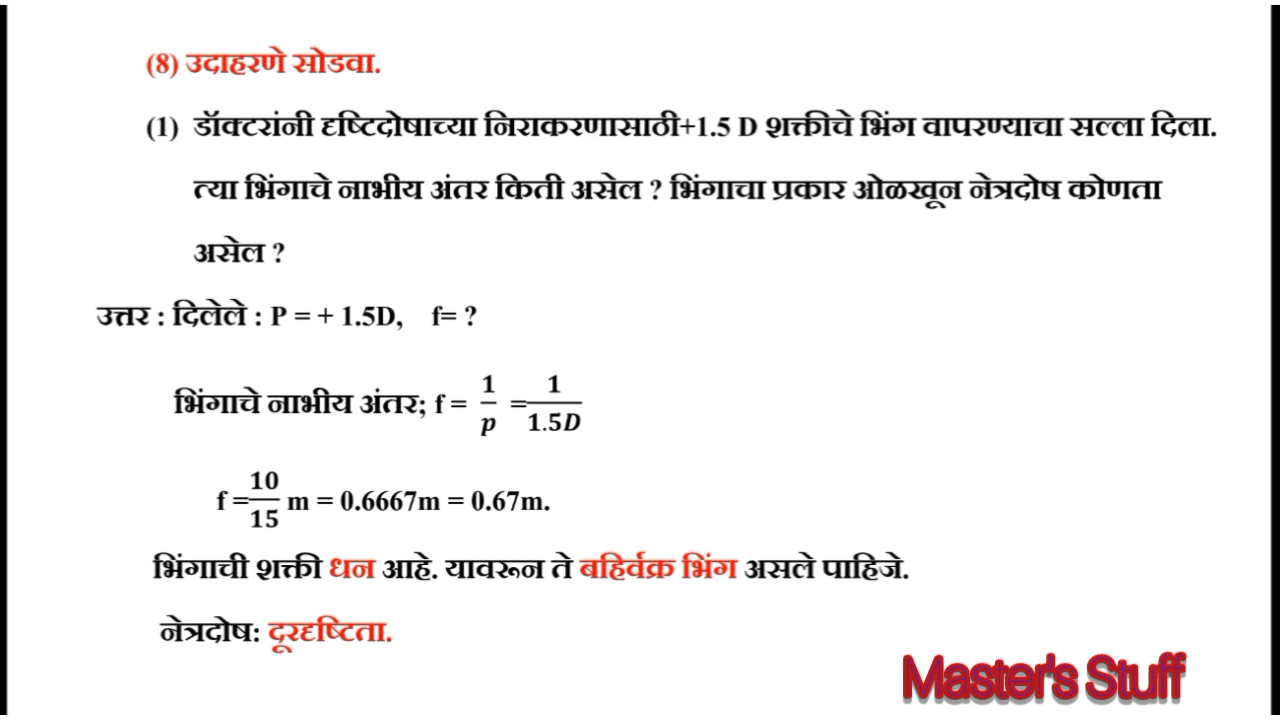 (8) उदाहरणे सोडवा.
(1) डॉक्टरांनी दृष्टिदोषाच्या निराकरणासाठी+1.5 D शक्तीचे भिंग वापरण्याचा सल्ला दिला.
त्या भिंगाचे नाभीय अंतर किती असेल ? भिंगाचा प्रकार ओळखून नेत्रदोष कोणता
असेल ?
उत्तर : दिलेले : P = + 1.5D, f= ?
भिंगाचे नाभीय अंतर; f = 1/p =1/1.5D
f =10/15 m = 0.6667m = 0.67m.
भिंगाची शक्ती धन आहे. यावरून ते बहिर्वक्र भिंग असले पाहिजे.
नेत्रदोष: दूरदृष्टिता.
Master's Stuff